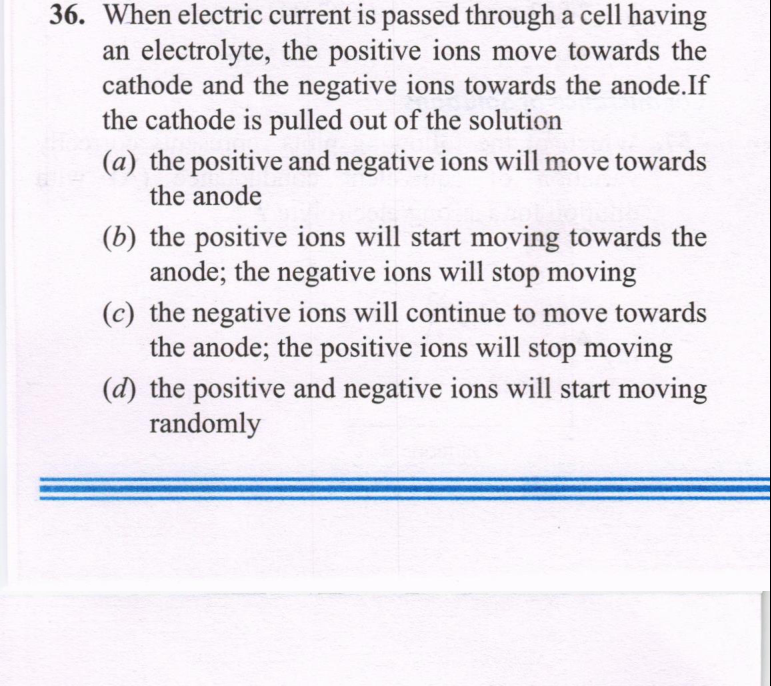 36. When electric current is passed through a cell having
an electrolyte, the positive ions move towards the
cathode and the negative ions towards the anode.If
the cathode is pulled out of the solution
(a) the positive and negative ions will move towards
the anode
(b) the positive ions will start moving towards the
anode; the negative ions will stop moving
(c) the negative ions will continue to move towards
the anode; the positive ions will stop moving
(d) the positive and negative ions will start moving
randomly